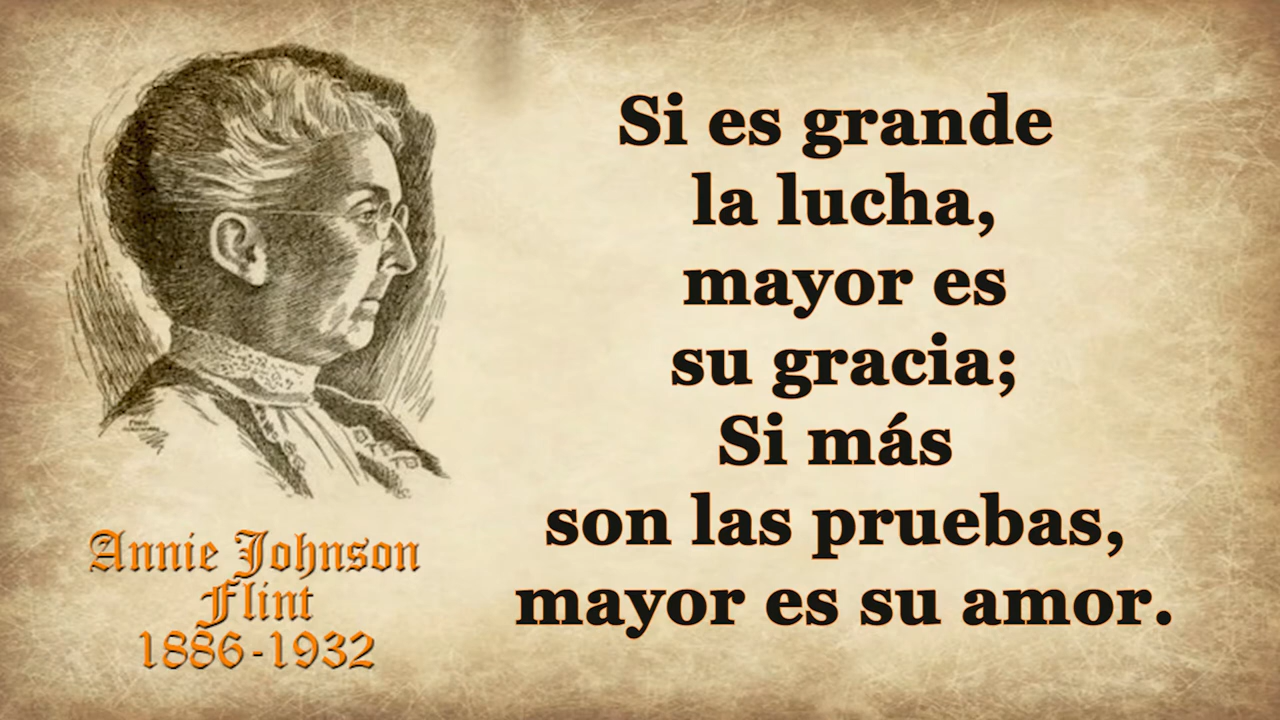 Si es grande
la lucha,
mayor es
su gracia;
Si más
son las pruebas,
mayor es su amor.
Annie Johnson
Flint
1886-1932